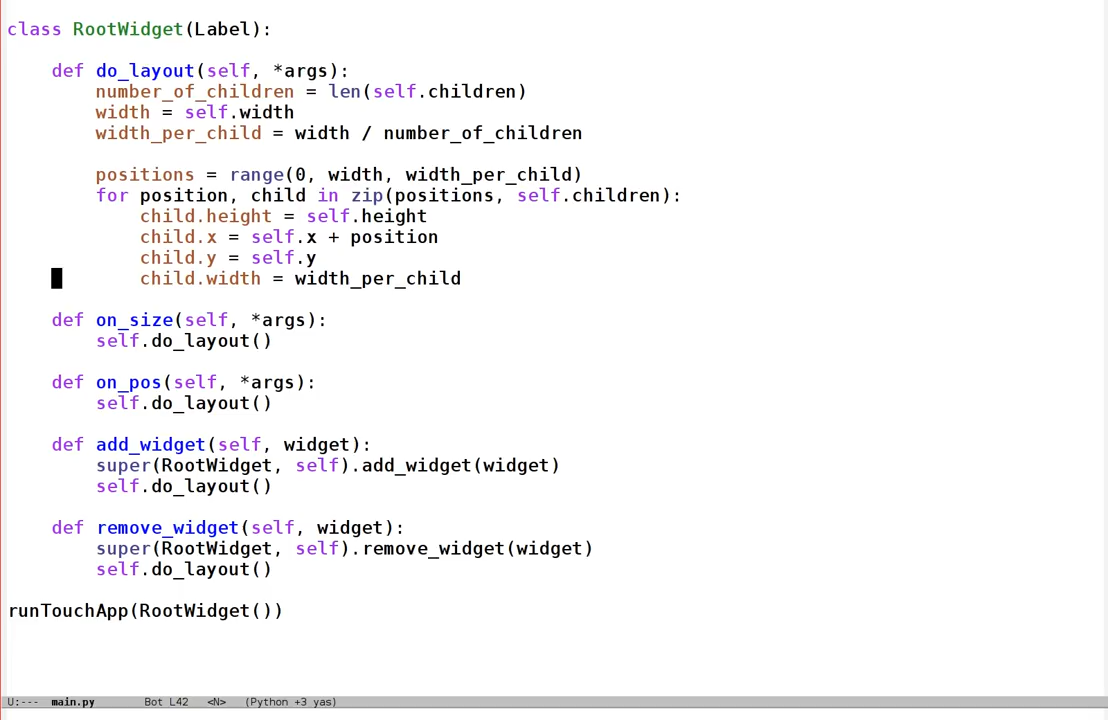 class RootWidget(Label):
    def do_layout(self, *args):
        number_of_children = len(self.children)
        width = self.width
        width_per_child = width / number_of_children
        positions = range(0, width, width_per_child)
        for position, child in zip(positions, self.children):
            child.height = self.height
            child.x = self.x + position
            child.y = self.y
            child.width = width_per_child
    def on_size(self, *args):
        self.do_layout()
    def on_pos(self, *args):
        self.do_layout()
    def add_widget(self, widget):
        super(RootWidget, self).add_widget(widget)
        self.do_layout()
    def remove_widget(self, widget):
        super(RootWidget, self).remove_widget(widget)
        self.do_layout()
runTouchApp(RootWidget())
U:--- main.py Bot L42 <N> (Python +3 yas)